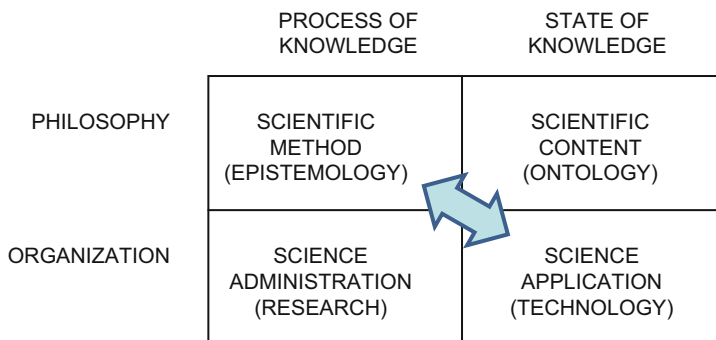 PROCESS OF
KNOWLEDGE
STATE OF
KNOWLEDGE
PHILOSOPHY
SCIENTIFIC
METHOD
(EPISTEMOLOGY)
SCIENTIFIC
CONTENT
(ONTOLOGY)
ORGANIZATION
SCIENCE
ADMINISTRATION
(RESEARCH)
SCIENCE
APPLICATION
(TECHNOLOGY)